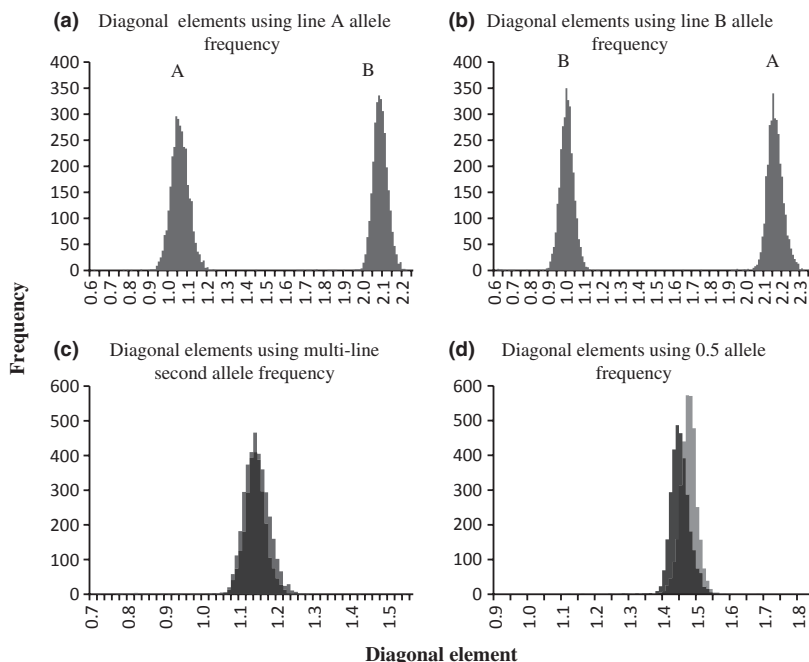 (a) Diagonal elements using line A allele
frequency
A
B
400
350
300
250
200
150
100
50
0
0.6 0.7 0.8 0.9 1.0 1.1 1.2 1.3 1.4 1.5 1.6 1.7 1.8 1.9 2.0 2.1 2.2
(b) Diagonal elements using line B allele
frequency
B
A
400
350
300
250
200
150
100
50
0
0.6 0.7 0.8 0.9 1.0 1.1 1.2 1.3 1.4 1.5 1.6 1.7 1.8 1.9 2.0 2.1 2.2 2.3
Frequency
(c) Diagonal elements using multi-line
second allele frequency
600
500
400
300
200
100
0
0.7 0.8 0.9 1.0 1.1 1.2 1.3 1.3 1.5
(d) Diagonal elements using 0.5 allele
frequency
600
500
400
300
200
100
0
0.9 1.0 1.1 1.2 1.3 1.4 1.5 1.6 1.7 1.8
Diagonal element